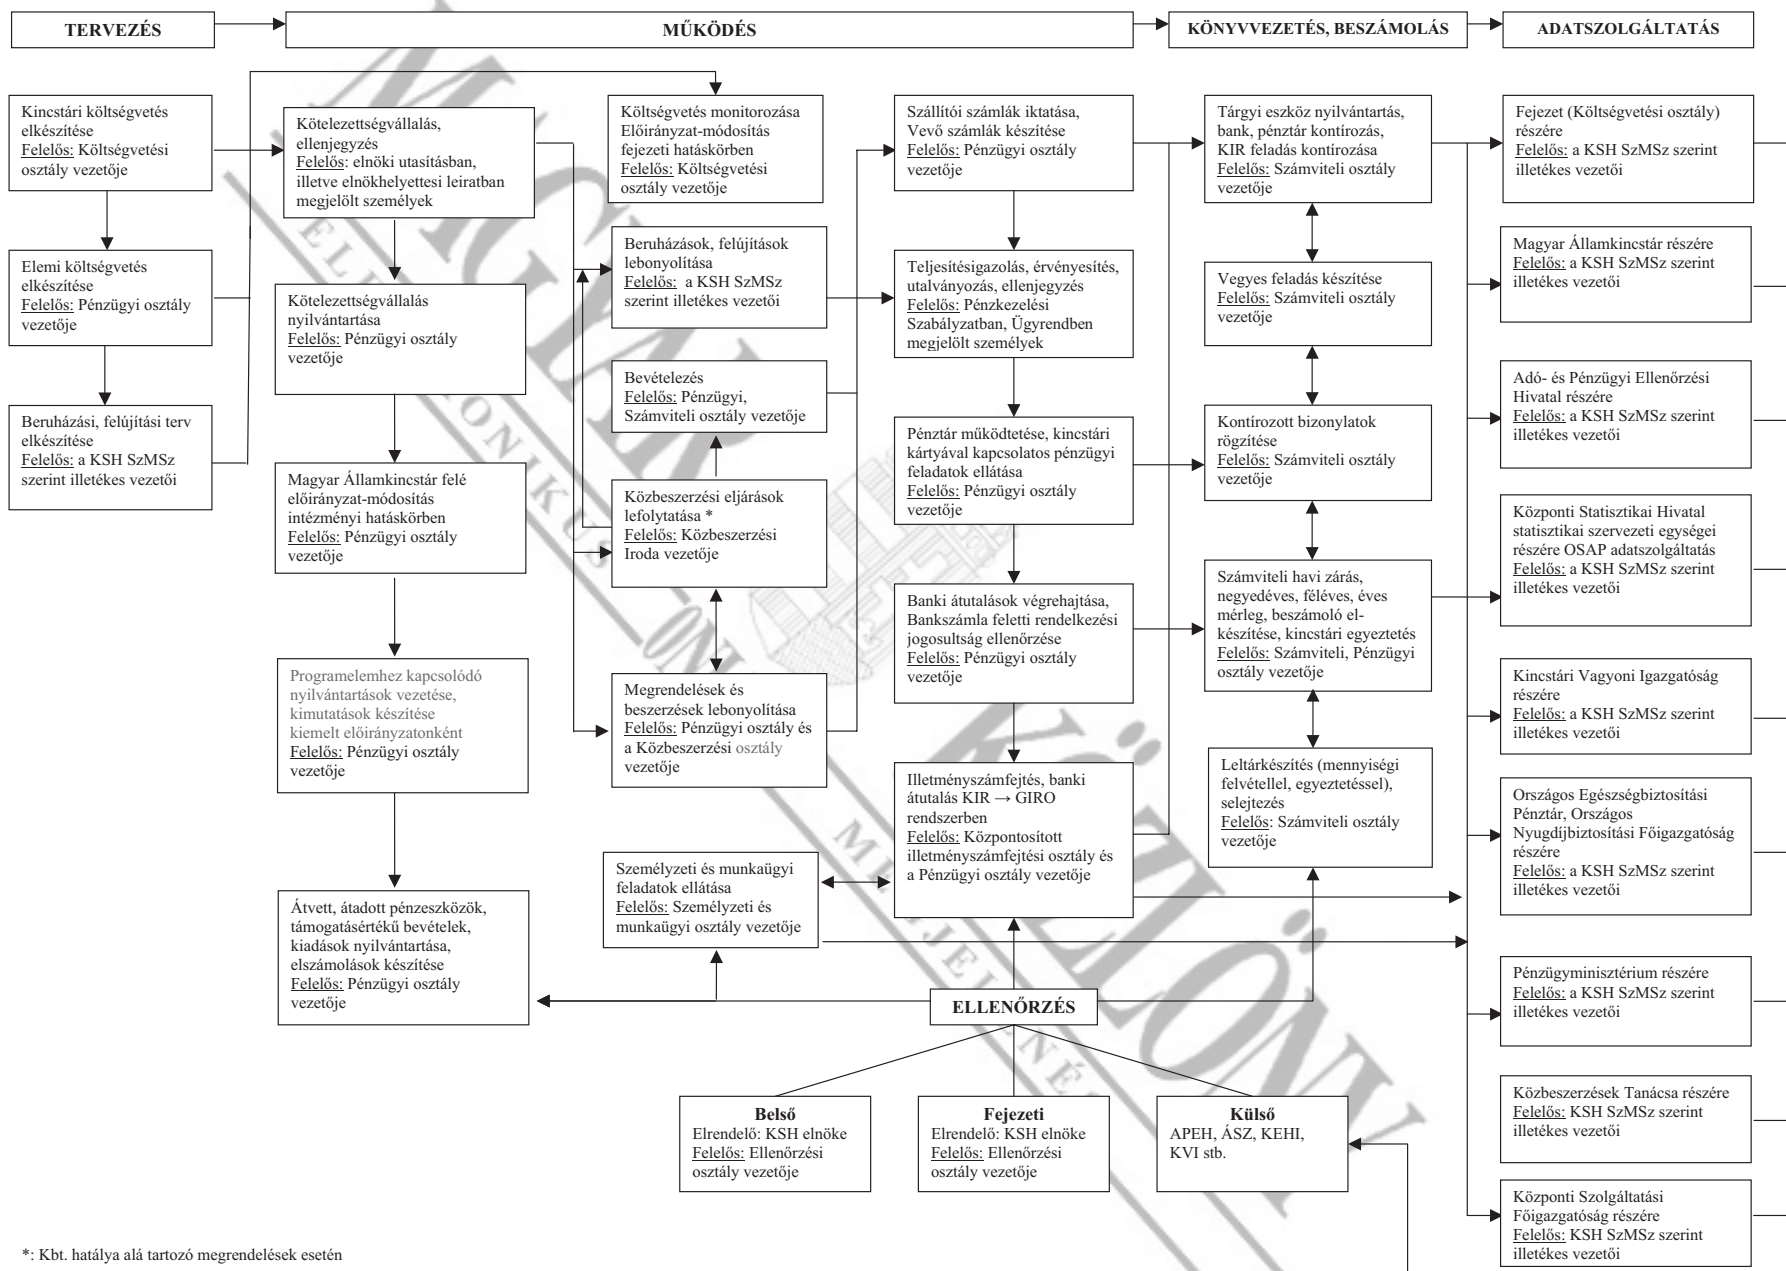 TERVEZÉS
MŰKÖDÉS
KÖNYVVEZETÉS, BESZÁMOLÁS
ADATSZOLGÁLTATÁS
Kincstári költségvetés
elkészítése
Felelős: Költségvetési
osztály vezetője
Elemi költségvetés
elkészítése
Felelős: Pénzügyi osztály
vezetője
Beruházási, felújítási terv
elkészítése
Felelős: a KSH SzMSz
szerint illetékes vezetői
Kötelezettségvállalás,
ellenjegyzés
Felelős: elnöki utasításban,
illetve elnökhelyettesi leiratban
megjelölt személyek
Kötelezettségvállalás
nyilvántartása
Felelős: Pénzügyi osztály
vezetője
Magyar Államkincstár felé
előirányzat-módosítás
intézményi hatáskörben
Felelős: Pénzügyi osztály
vezetője
Programelemhez kapcsolódó
nyilvántartások vezetése,
kimutatások készítése
kiemelt előirányzatonként
Felelős: Pénzügyi osztály
vezetője
Átvett, átadott pénzeszközök,
támogatásértékű bevételek,
kiadások nyilvántartása,
elszámolások készítése
Felelős: Pénzügyi osztály
vezetője
Költségvetés monitorozása
Előirányzat-módosítás
fejezeti hatáskörben
Felelős: Költségvetési
osztály vezetője
Beruházások, felújítások
lebonyolítása
Felelős: a KSH SzMSz
szerint illetékes vezetői
Bevételezés
Felelős: Pénzügyi,
Számviteli osztály vezetője
Közbeszerzési eljárások
lefolytatása *
Felelős: Közbeszerzési
Iroda vezetője
Megrendelések és
beszerzések lebonyolítása
Felelős: Pénzügyi osztály és
a Közbeszerzési osztály
vezetője
Személyzeti és munkaügyi
feladatok ellátása
Felelős: Személyzeti és
munkaügyi osztály vezetője
Szállítói számlák iktatása,
Vevő számlák készítése
Felelős: Pénzügyi osztály
vezetője
Teljesítésigazolás, érvényesítés,
utalványozás, ellenjegyzés
Felelős: Pénzkezelési
Szabályzatban, Ügyrendben
megjelölt személyek
Pénztár működtetése, kincstári
kártyával kapcsolatos pénzügyi
feladatok ellátása
Felelős: Pénzügyi osztály
vezetője
Banki átutalások végrehajtása,
Bankszámla feletti rendelkezési
jogosultság ellenőrzése
Felelős: Pénzügyi osztály
vezetője
Illetményszámfejtés, banki
átutalás KIR → GIRO
rendszerben
Felelős: Központosított
illetményszámfejtési osztály és
a Pénzügyi osztály vezetője
Tárgyi eszköz nyilvántartás,
bank, pénztár kontírozás,
KIR feladás kontírozása
Felelős: Számviteli osztály
vezetője
Vegyes feladás készítése
Felelős: Számviteli osztály
vezetője
Kontírozott bizonylatok
rögzítése
Felelős: Számviteli osztály
vezetője
Számviteli havi zárás,
negyedéves, féléves, éves
mérleg, beszámoló el-
készítése, kincstári egyeztetés
Felelős: Számviteli, Pénzügyi
osztály vezetője
Leltárkészítés (mennyiségi
felvétellel, egyeztetéssel),
selejtezés
Felelős: Számviteli osztály
vezetője
Fejezet (Költségvetési osztály)
részére
Felelős: a KSH SzMSz szerint
illetékes vezetői
Magyar Államkincstár részére
Felelős: a KSH SzMSz szerint
illetékes vezetői
Adó- és Pénzügyi Ellenőrzési
Hivatal részére
Felelős: a KSH SzMSz szerint
illetékes vezetői
Központi Statisztikai Hivatal
statisztikai szervezeti egységei
részére OSAP adatszolgáltatás
Felelős: a KSH SzMSz szerint
illetékes vezetői
Kincstári Vagyoni Igazgatóság
részére
Felelős: a KSH SzMSz szerint
illetékes vezetői
Országos Egészségbiztosítási
Pénztár, Országos
Nyugdíjbiztosítási Főigazgatóság
részére
Felelős: a KSH SzMSz szerint
illetékes vezetői
Pénzügyminisztérium részére
Felelős: a KSH SzMSz szerint
illetékes vezetői
Közbeszerzések Tanácsa részére
Felelős: KSH SzMSz szerint
illetékes vezetői
Központi Szolgáltatási
Főigazgatóság részére
Felelős: KSH SzMSz szerint
illetékes vezetői
ELLENŐRZÉS
Belső
Elrendelő: KSH elnöke
Felelős: Ellenőrzési
osztály vezetője
Fejezeti
Elrendelő: KSH elnöke
Felelős: Ellenőrzési
osztály vezetője
Külső
APEH, ÁSZ, KEHI,
KVI stb.
*: Kbt. hatálya alá tartozó megrendelések esetén
MAGYAR
KÖZLÖNY